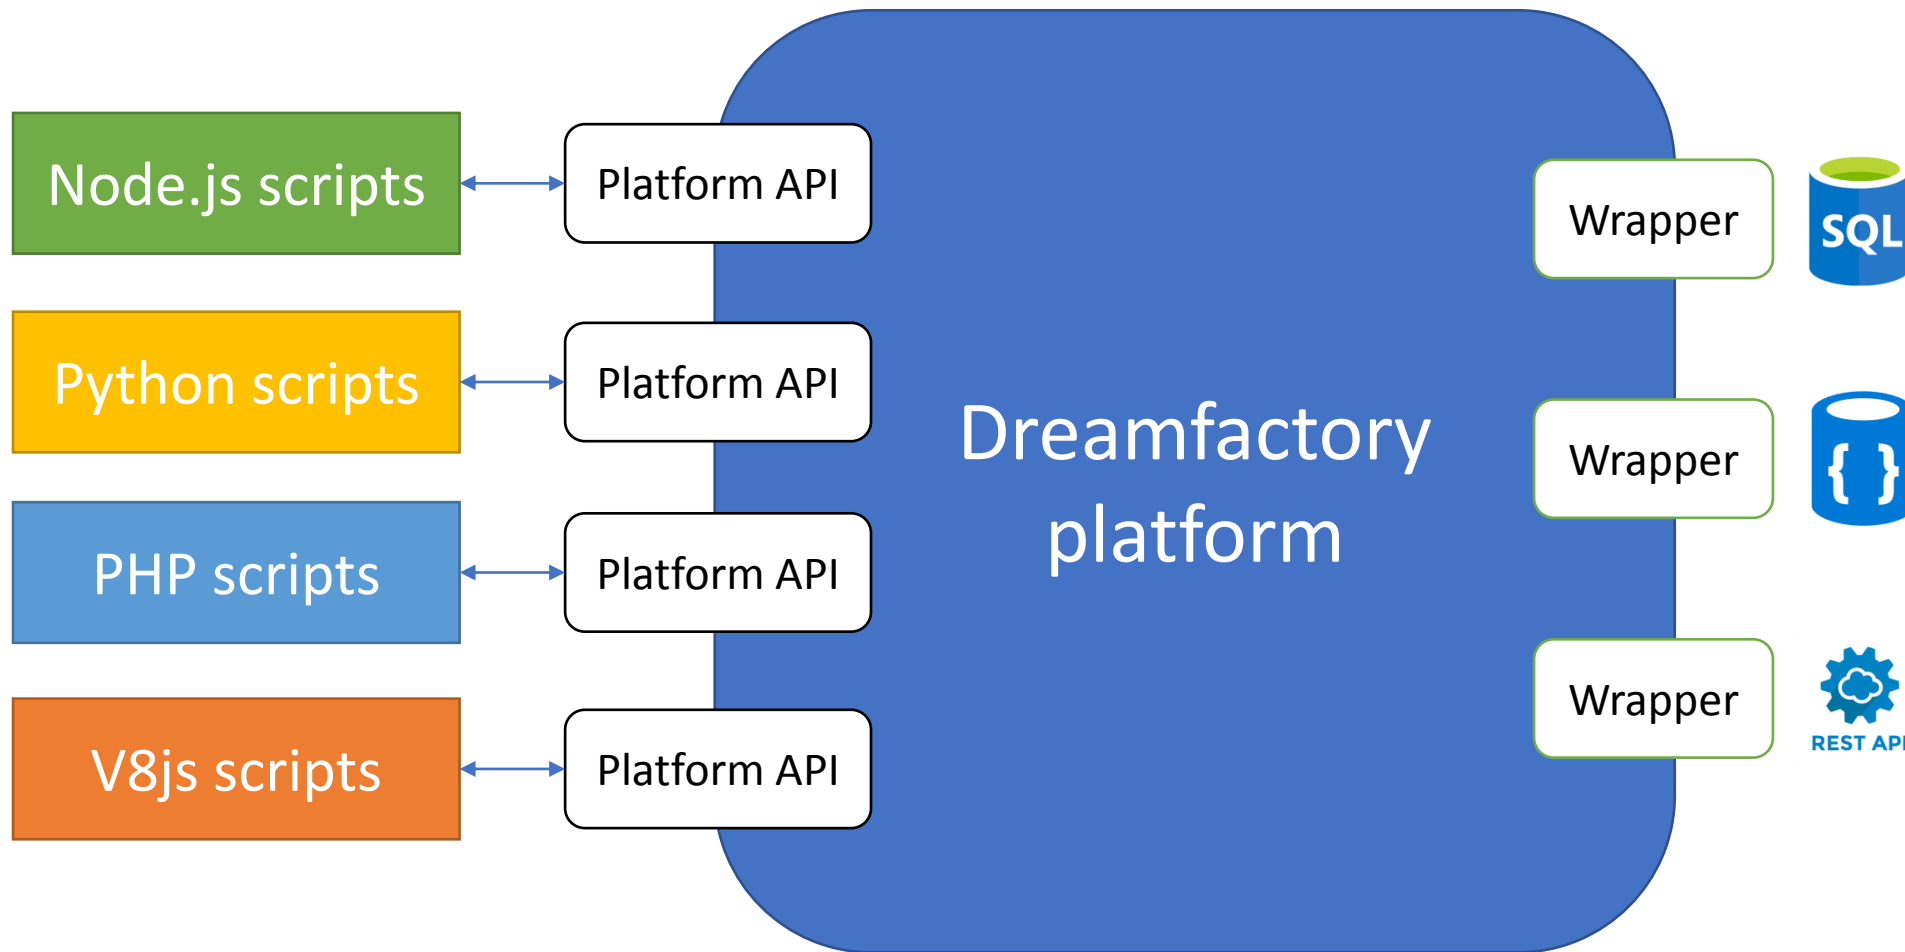 Node.js scripts
Platform API
Python scripts
Platform API
PHP scripts
Platform API
V8js scripts
Platform API
Dreamfactory
platform
Wrapper
SQL
Wrapper
{ }
Wrapper
REST API